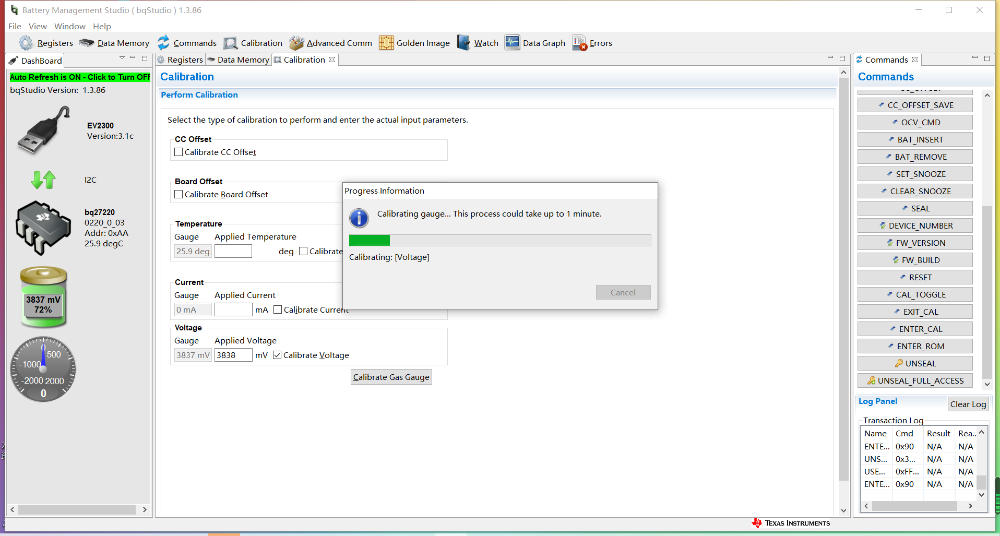 Battery Management Studio ( bqStudio ) 1.3.86
File View Window Help
Registers Data Memory Commands Calibration Advanced Comm Golden Image Watch Data Graph Errors
DashBoard
Auto Refresh is ON - Click to Turn OFF
bqStudio Version: 1.3.86
EV2300
Version:3.1c
I2C
bq27220
0220_0_03
Addr: 0xAA
25.9 degC
3837 mV
72%
0
500
-1000
-2000 2000
0
Registers Data Memory Calibration
Calibration
Perform Calibration
Select the type of calibration to perform and enter the actual input parameters.
CC Offset
Calibrate CC Offset
Board Offset
Calibrate Board Offset
Temperature
Gauge Applied Temperature
25.9 deg deg Calibrate
Current
Gauge Applied Current
0 mA mA Calibrate Current
Voltage
Gauge Applied Voltage
3837 mV 3838 mV Calibrate Voltage
Calibrate Gas Gauge
Progress Information
Calibrating gauge... This process could take up to 1 minute.
Calibrating: [Voltage]
Cancel
Commands
Commands
CC_OFFSET
CC_OFFSET_SAVE
OCV_CMD
BAT_INSERT
BAT_REMOVE
SET_SNOOZE
CLEAR_SNOOZE
SEAL
DEVICE_NUMBER
FW_VERSION
FW_BUILD
RESET
CAL_TOGGLE
EXIT_CAL
ENTER_CAL
ENTER_ROM
UNSEAL
UNSEAL_FULL_ACCESS
Log Panel
Clear Log
Transaction Log
Name Cmd Result Rea..
ENTE... 0x90 N/A N/A
UNS... 0x3... N/A N/A
USE... 0xFF... N/A N/A
ENTE... 0x90 N/A N/A
TEXAS INSTRUMENTS